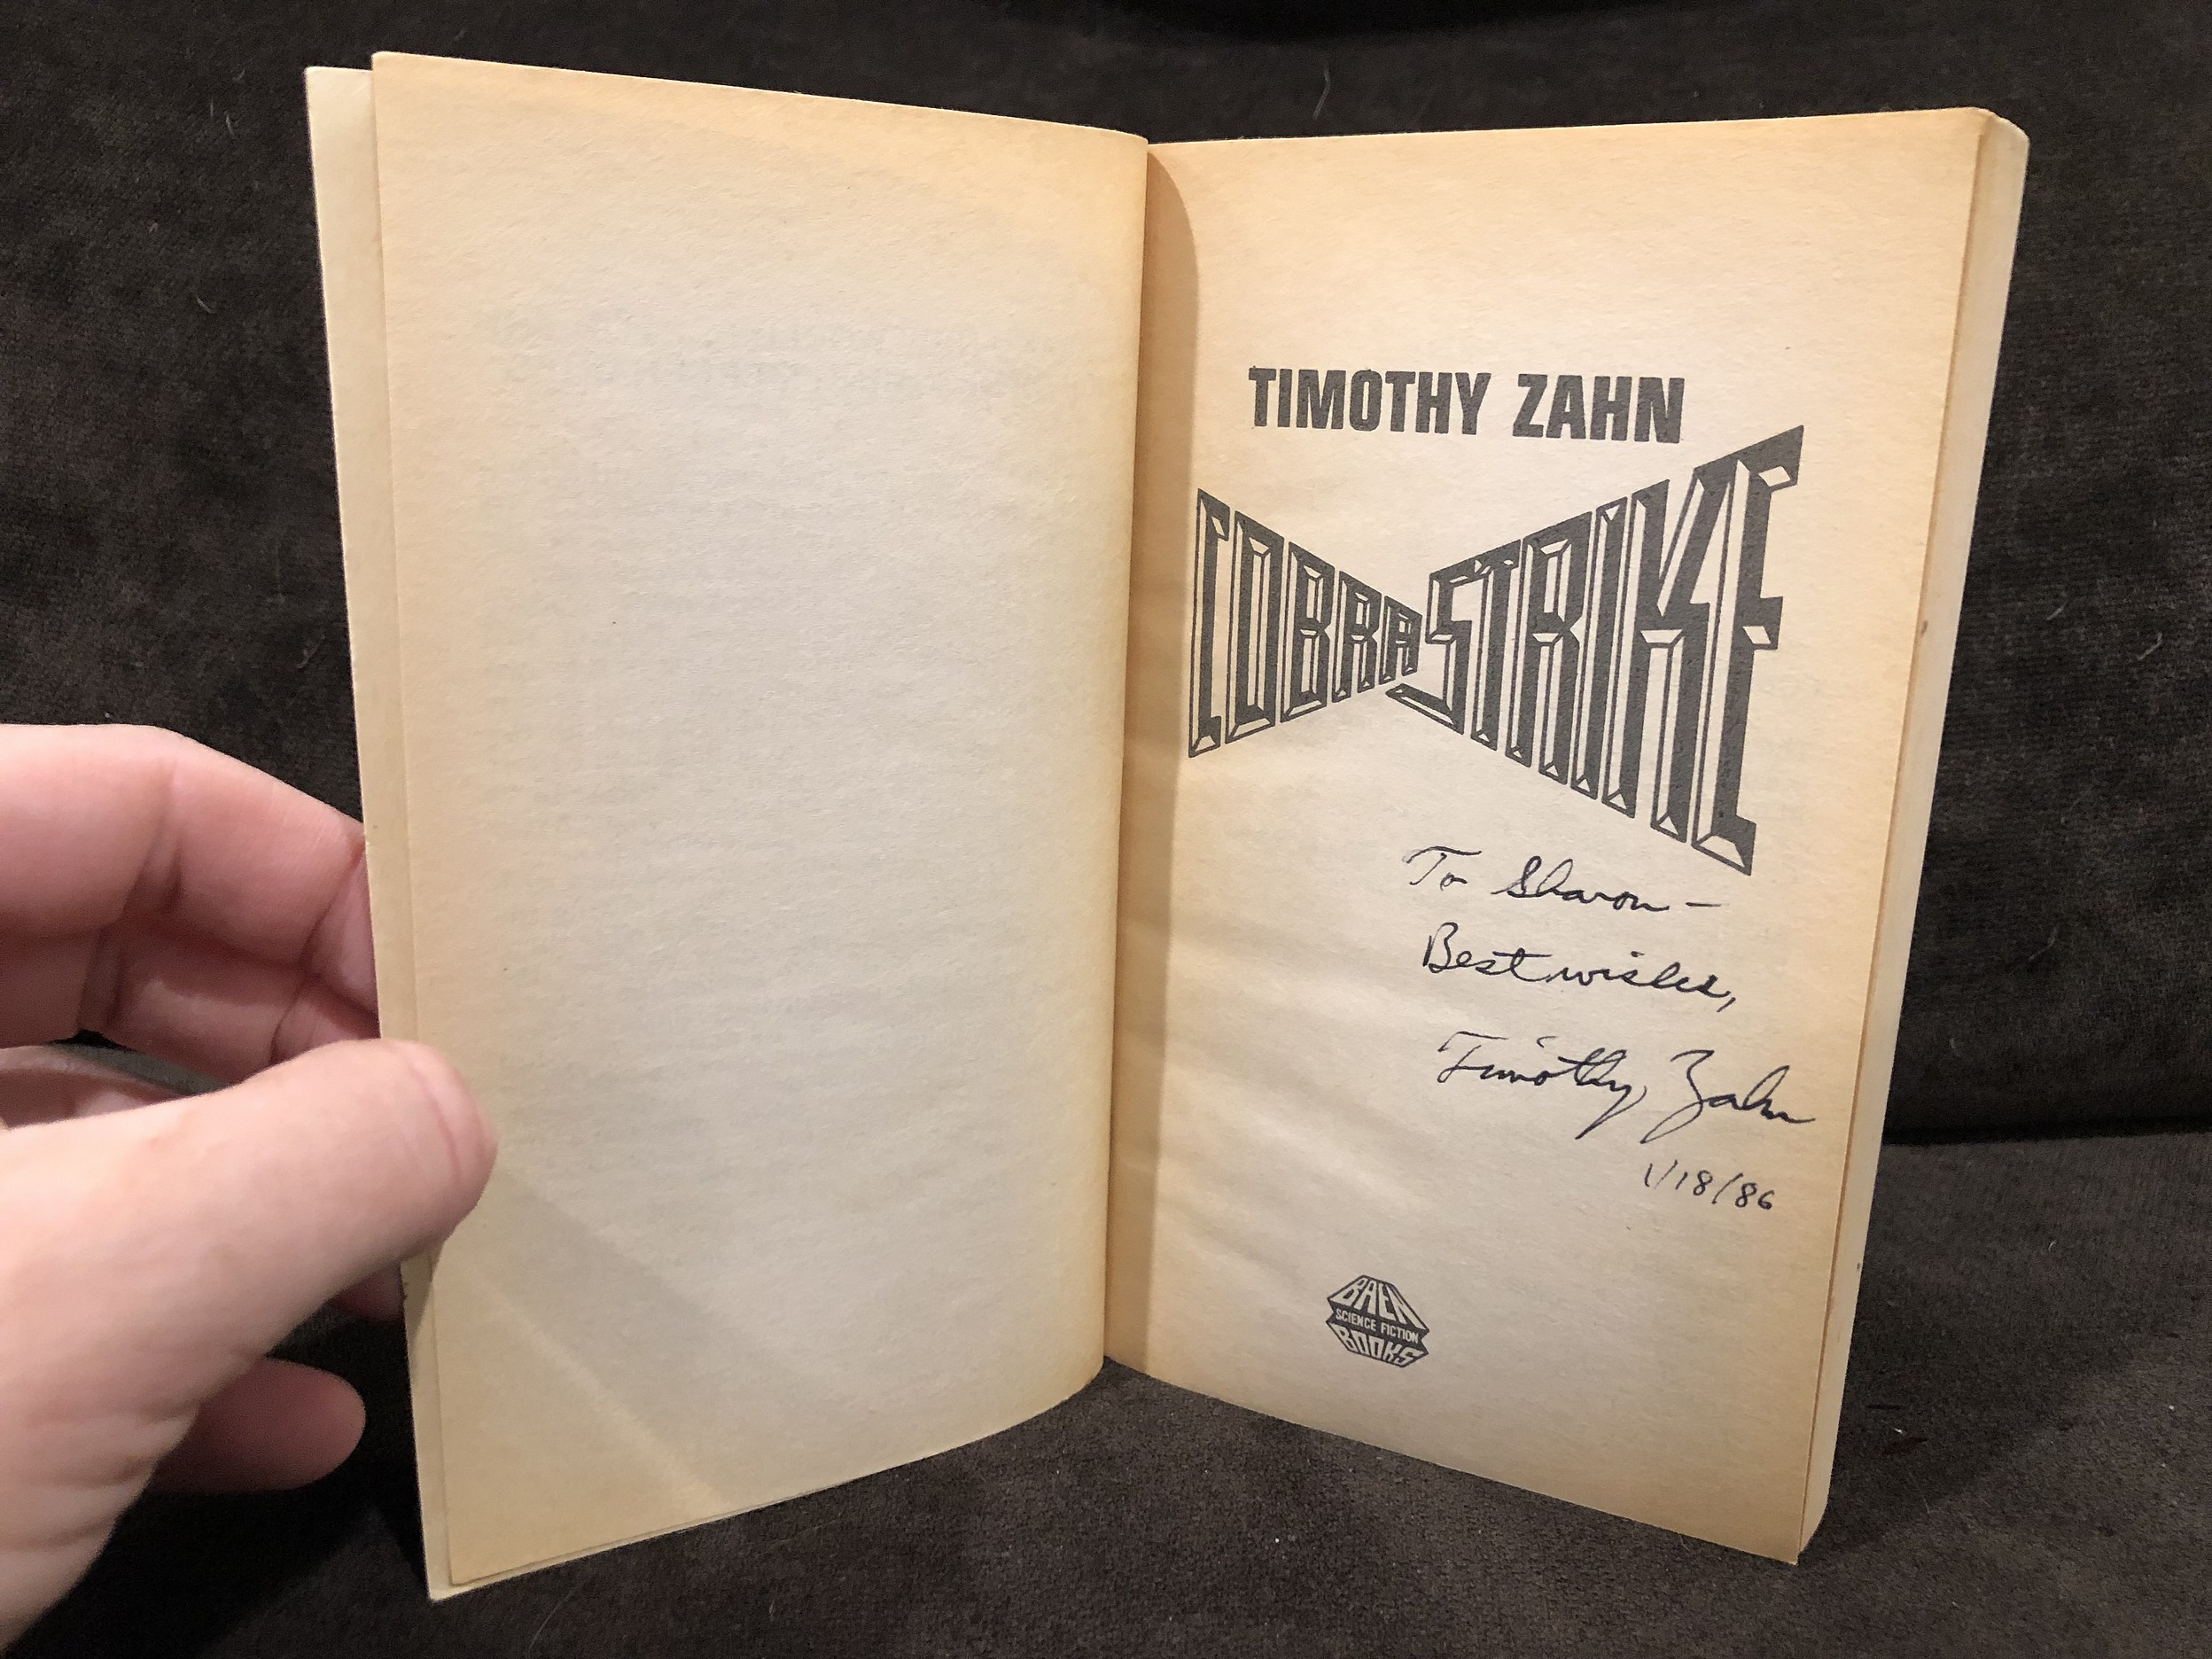 TIMOTHY ZAHN
COBRA STRIKE
To Sharon –
Best wishes,
Timothy Zahn
1/18/86
BAEN
SCIENCE FICTION
BOOKS